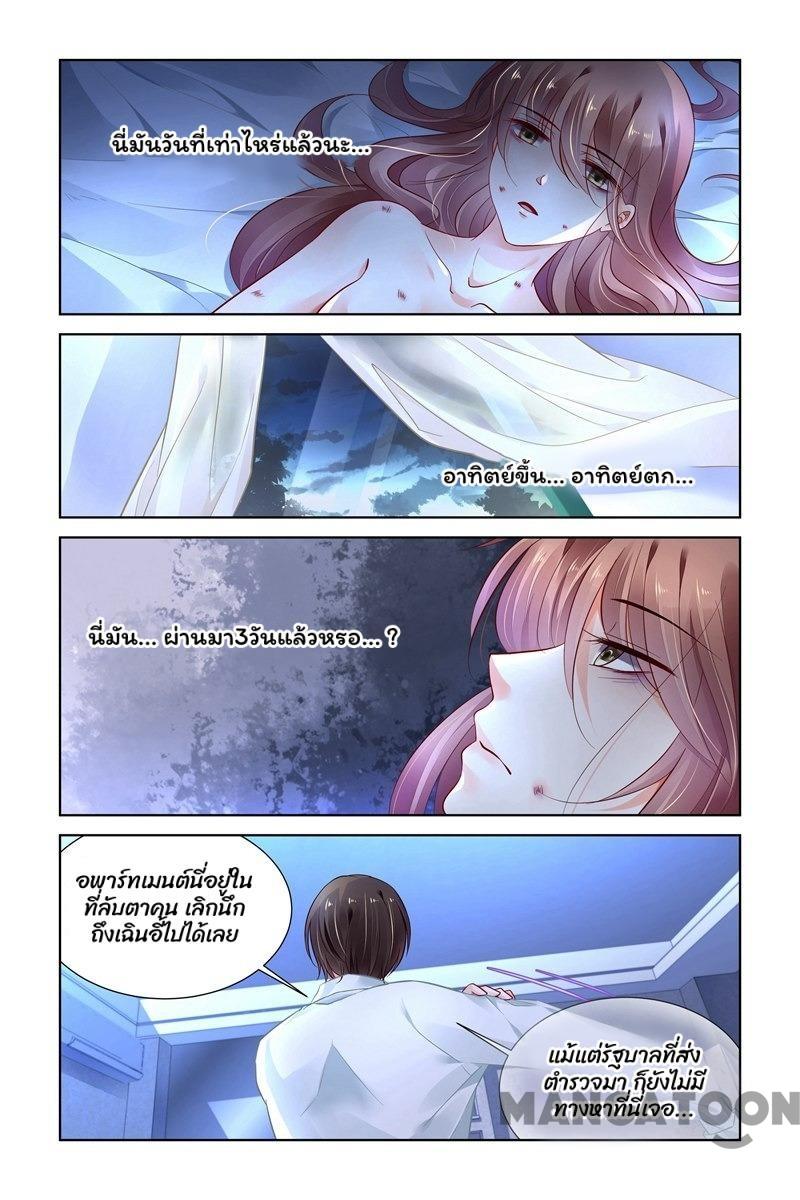 นี่มันวันที่เท่าไหร่แล้วนะ...
อาทิตย์ขึ้น... อาทิตย์ตก...
นี่มัน... ผ่านมา3วันแล้วหรอ... ?
อพาร์ทเมนต์นี่อยู่ใน
ที่ลับตาคน เลิกนึก
ถึงเฉินอี้ไปได้เลย
แม้แต่รัฐบาลที่ส่ง
ตำรวจมา ก็ยังไม่มี
ทางหาที่นี่เจอ...
MANGATOON